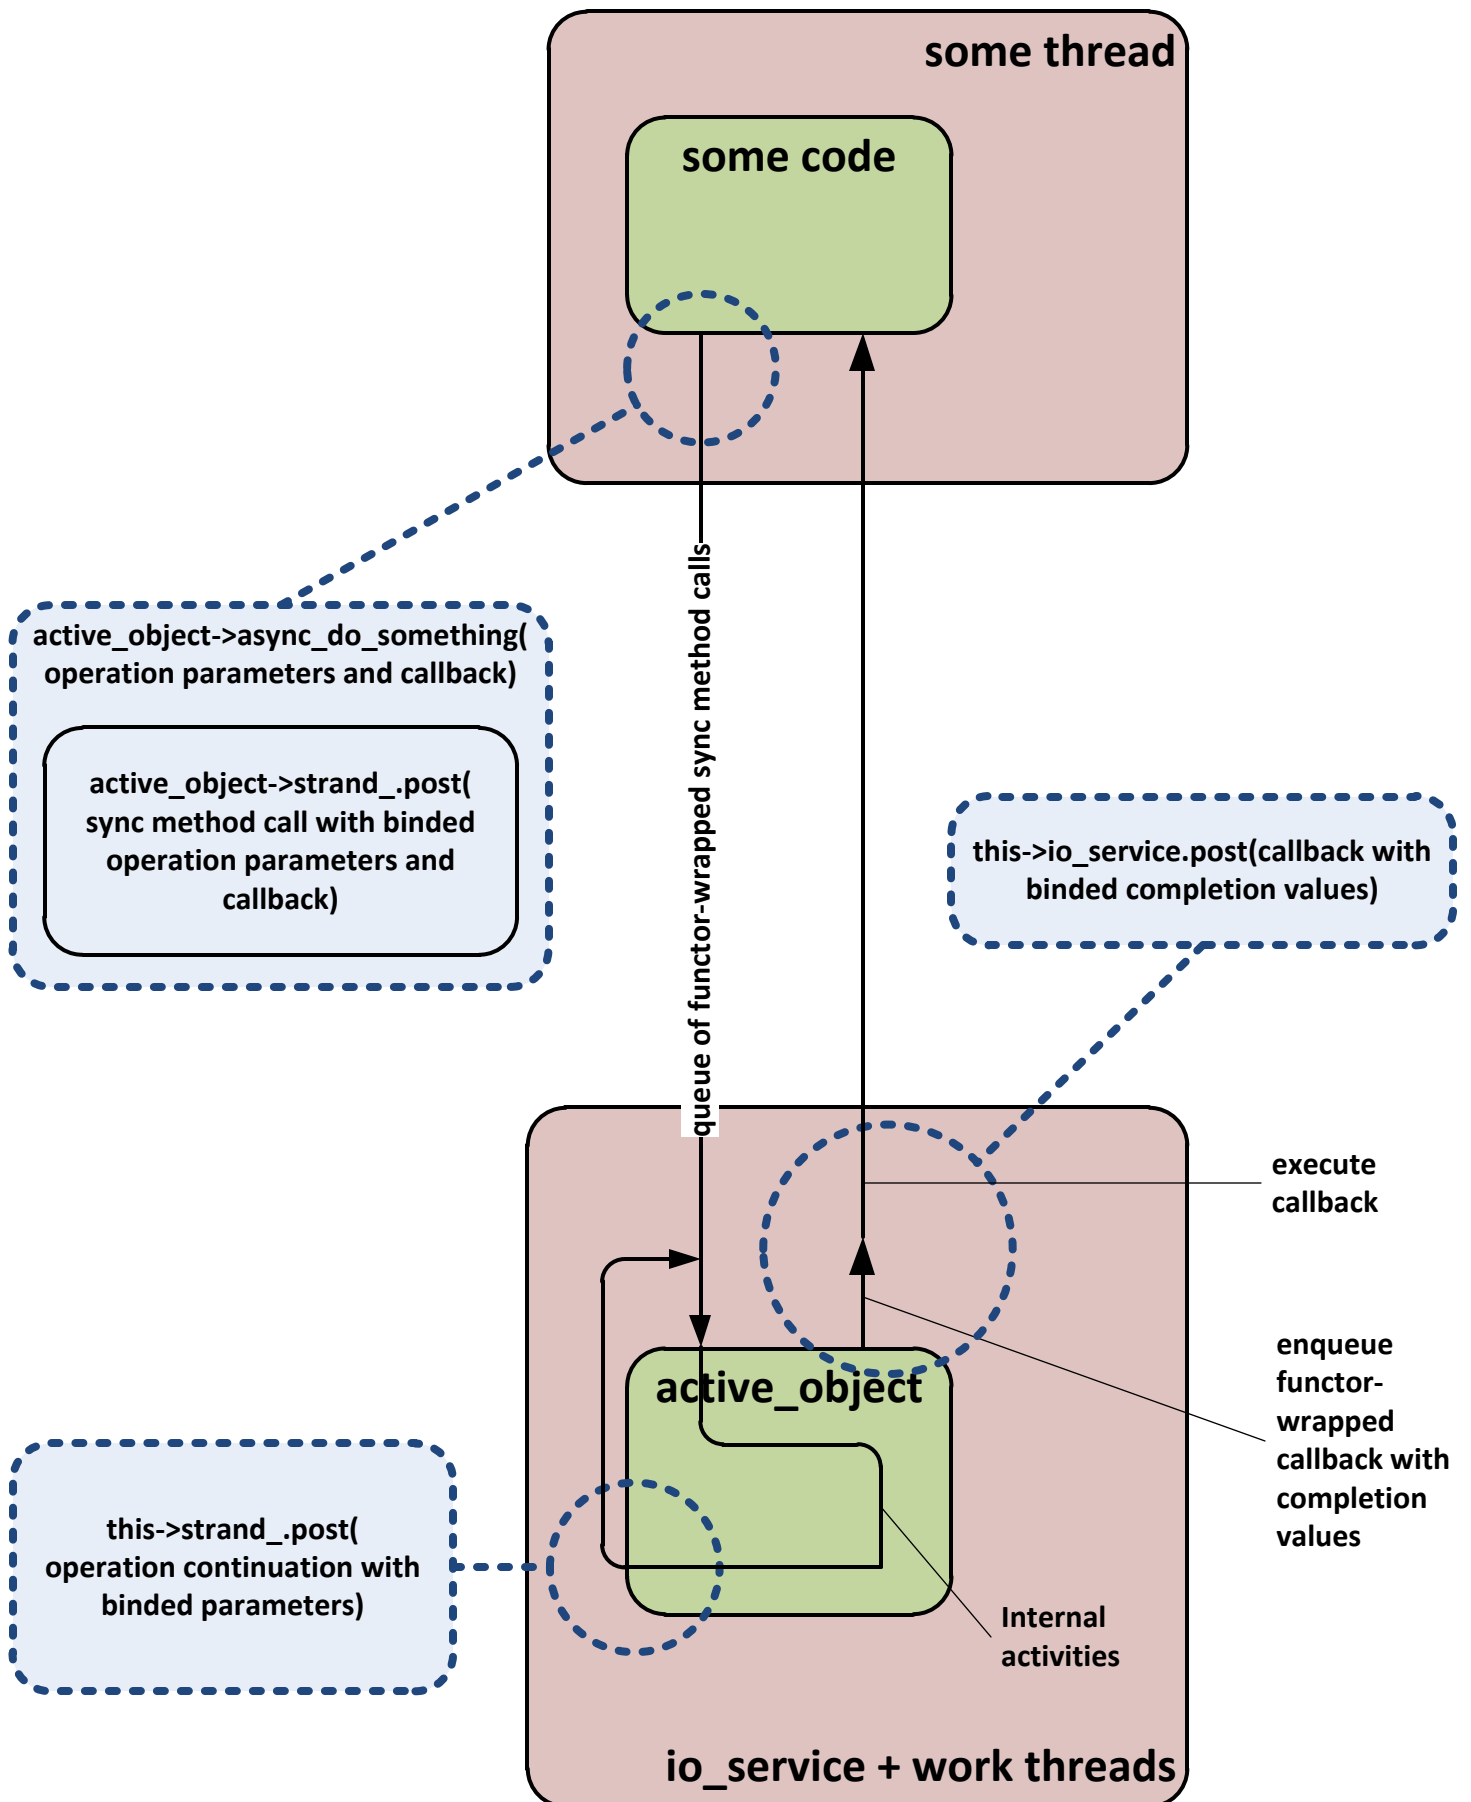 some thread
some code
queue of functor-wrapped sync method calls
active_object->async_do_something(
operation parameters and callback)
active_object->strand_.post(
sync method call with binded
operation parameters and
callback)
this->io_service.post(callback with
binded completion values)
execute
callback
enqueue
functor-
wrapped
callback with
completion
values
active_object
this->strand_.post(
operation continuation with
binded parameters)
Internal
activities
io_service + work threads